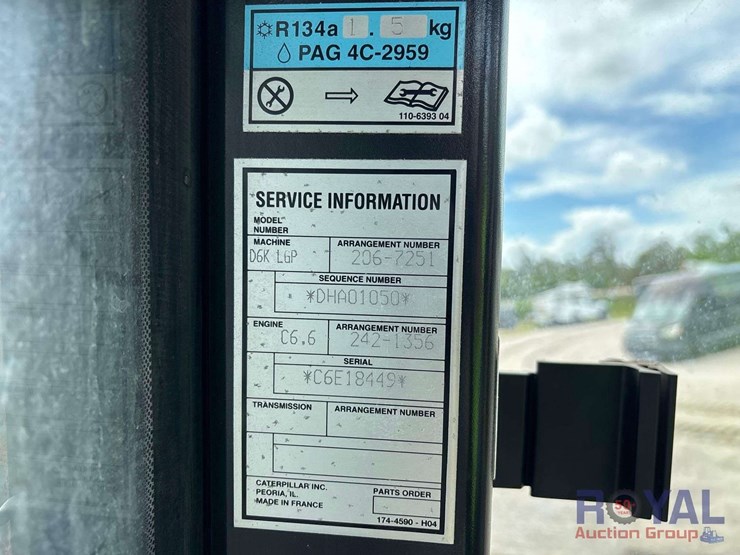 R134a 1.5 kg
PAG 4C-2959
110-6393 04
SERVICE INFORMATION
MODEL
NUMBER
MACHINE
D6K LGP
ARRANGEMENT NUMBER
206-7251
SEQUENCE NUMBER
*DHA01050*
ENGINE
C6.6
ARRANGEMENT NUMBER
242-1356
SERIAL
*C6E18449*
TRANSMISSION
ARRANGEMENT NUMBER
CATERPILLAR INC.
PEORIA, IL.
MADE IN FRANCE
PARTS ORDER
174-4590 - H04
ROYAL
Auction Group